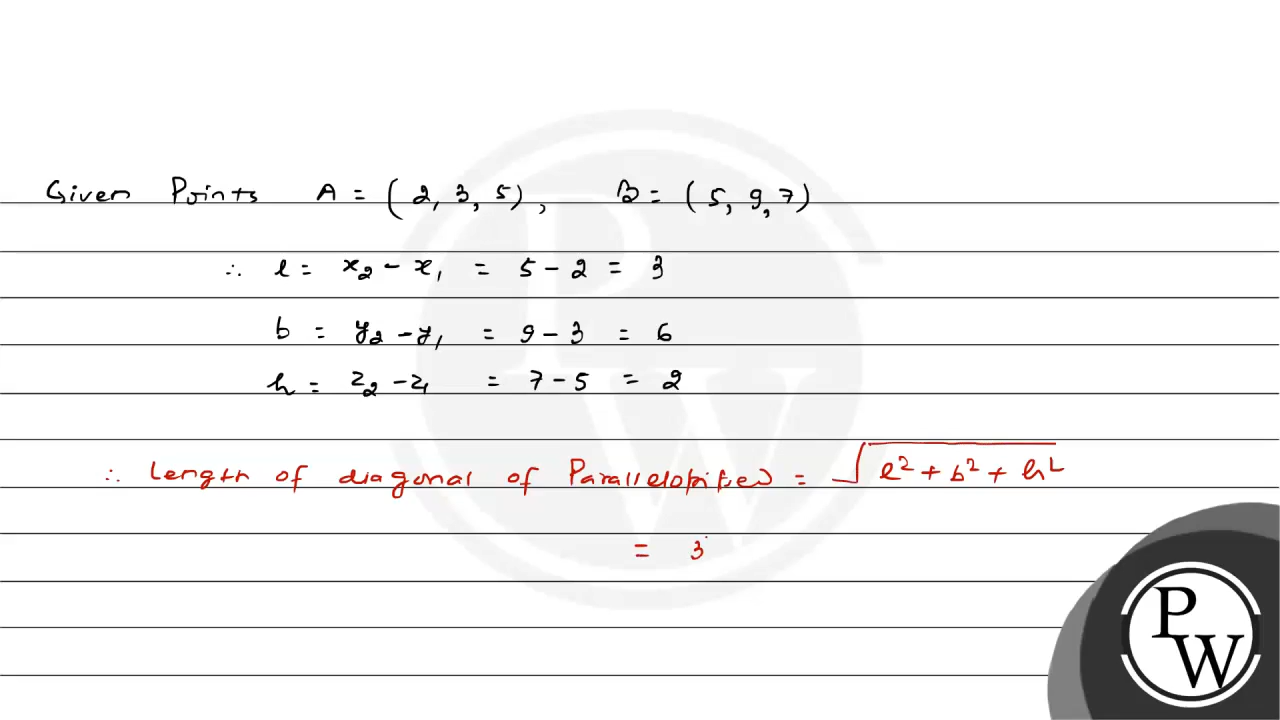 Given Points A = (2, 3, 5), B = (5, 9, 7)
∴ l = x₂ - x₁ = 5 - 2 = 3
b = y₂ - y₁ = 9 - 3 = 6
h = z₂ - z₁ = 7 - 5 = 2
∴ length of diagonal of Parallelopiped = √(l² + b² + h²)
= 3
P
W
PW